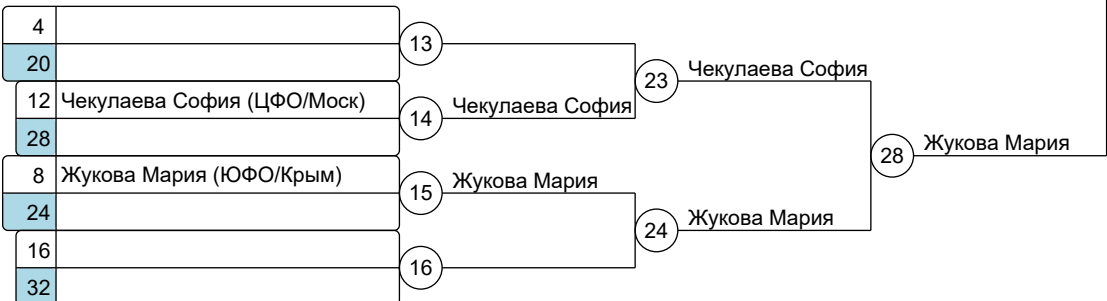 4
13
20
23 Чекулаева София
12 Чекулаева София (ЦФО/Моск)
14 Чекулаева София
28
28 Жукова Мария
8 Жукова Мария (ЮФО/Крым)
15 Жукова Мария
24
24 Жукова Мария
16
16
32